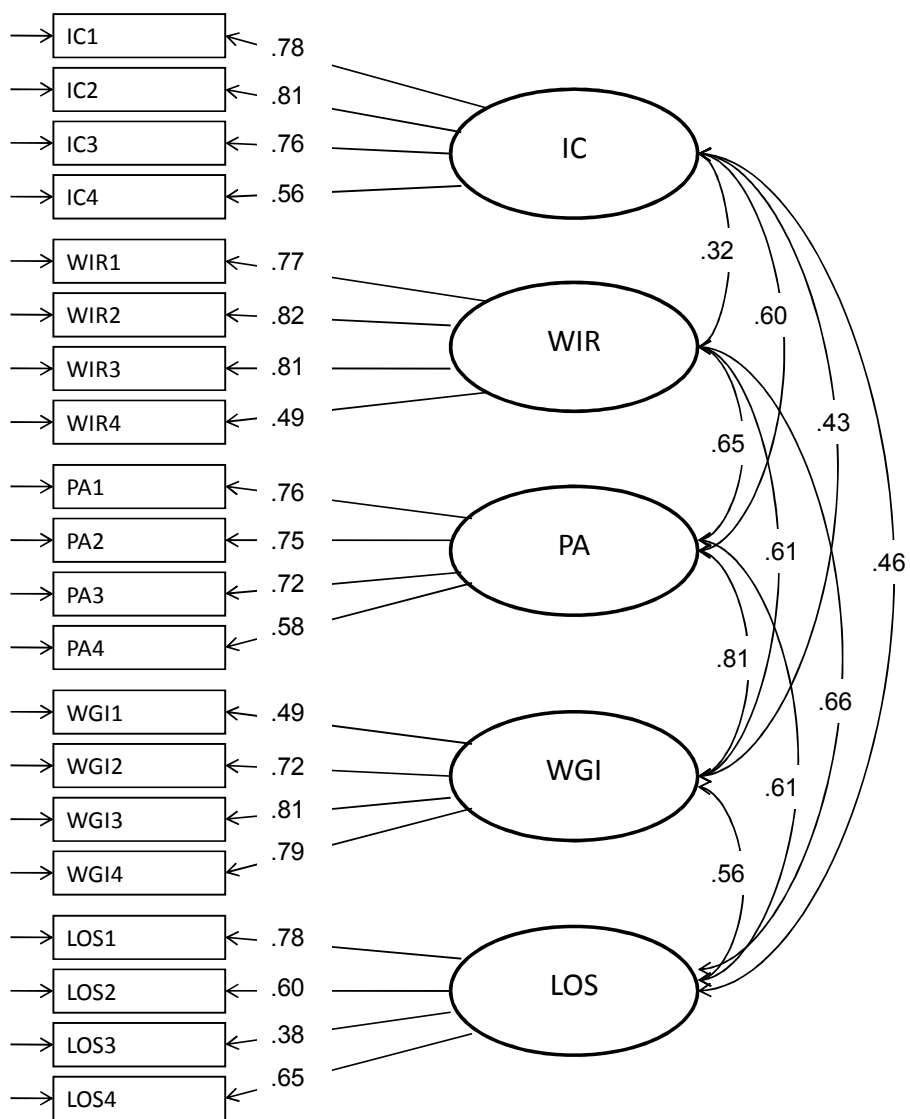 IC1
.78
IC2
.81
IC3
.76
IC4
.56
IC
WIR1
.77
WIR2
.82
WIR3
.81
WIR4
.49
WIR
PA1
.76
PA2
.75
PA3
.72
PA4
.58
PA
WGI1
.49
WGI2
.72
WGI3
.81
WGI4
.79
WGI
LOS1
.78
LOS2
.60
LOS3
.38
LOS4
.65
LOS
.32
.60
.43
.46
.65
.61
.66
.81
.61
.56